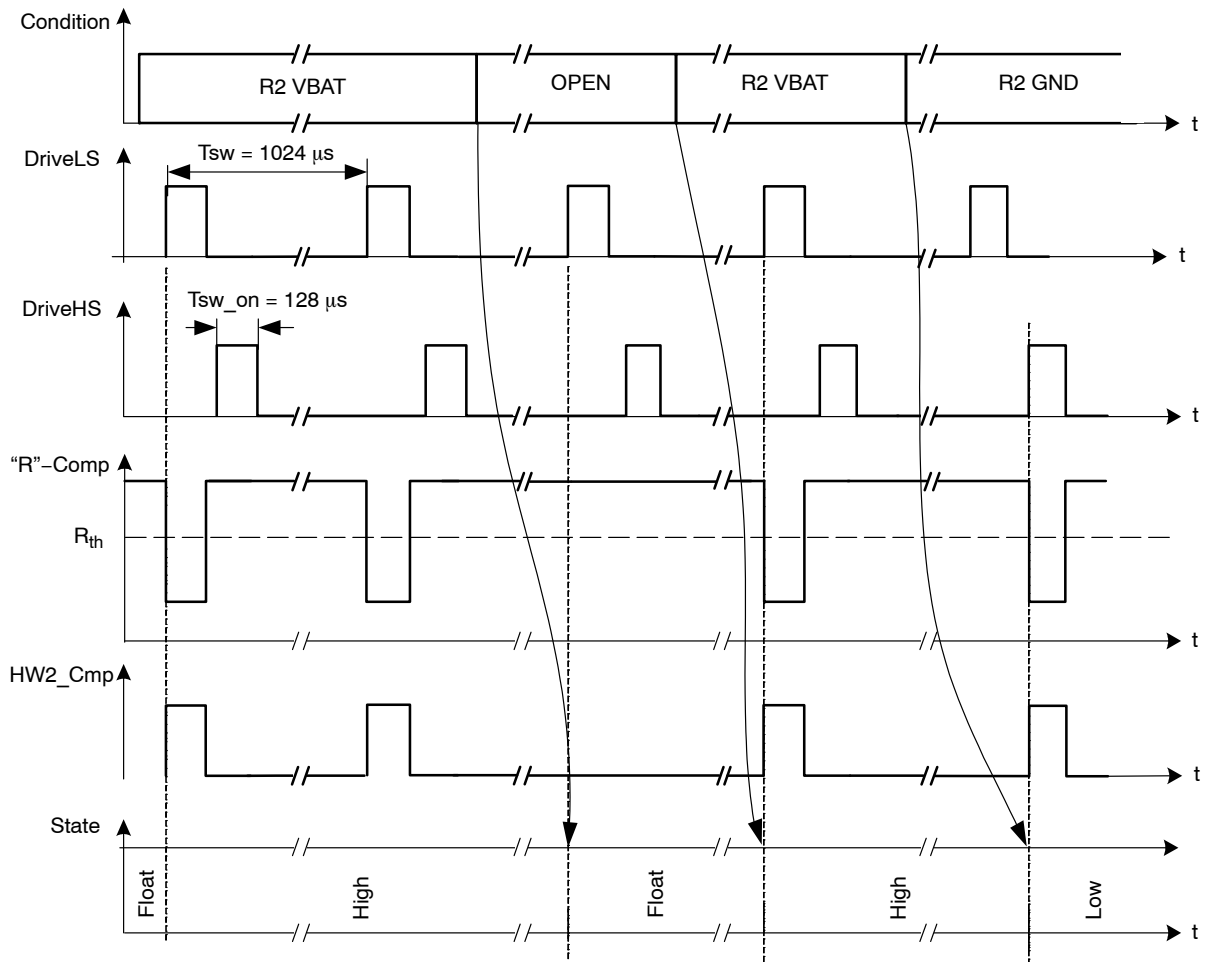 Condition
R2 VBAT
OPEN
R2 VBAT
R2 GND
t
DriveLS
Tsw = 1024 μs
t
DriveHS
Tsw_on = 128 μs
t
“R”−Comp
Rth
t
HW2_Cmp
t
State
Float
High
Float
High
Low
t